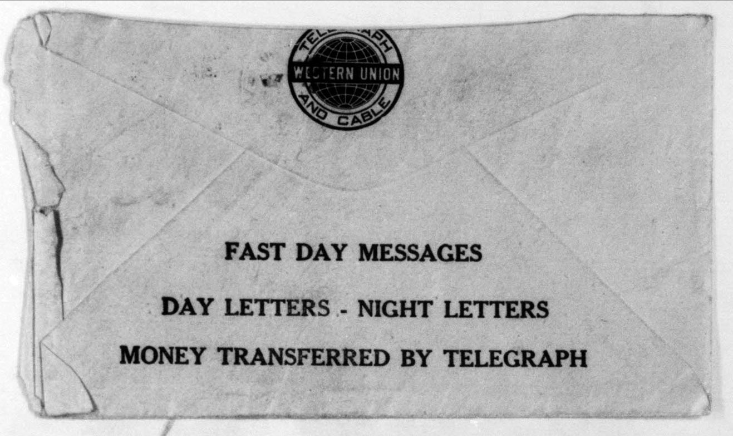 TELEGRAPH
WESTERN UNION
AND CABLE
FAST DAY MESSAGES
DAY LETTERS - NIGHT LETTERS
MONEY TRANSFERRED BY TELEGRAPH